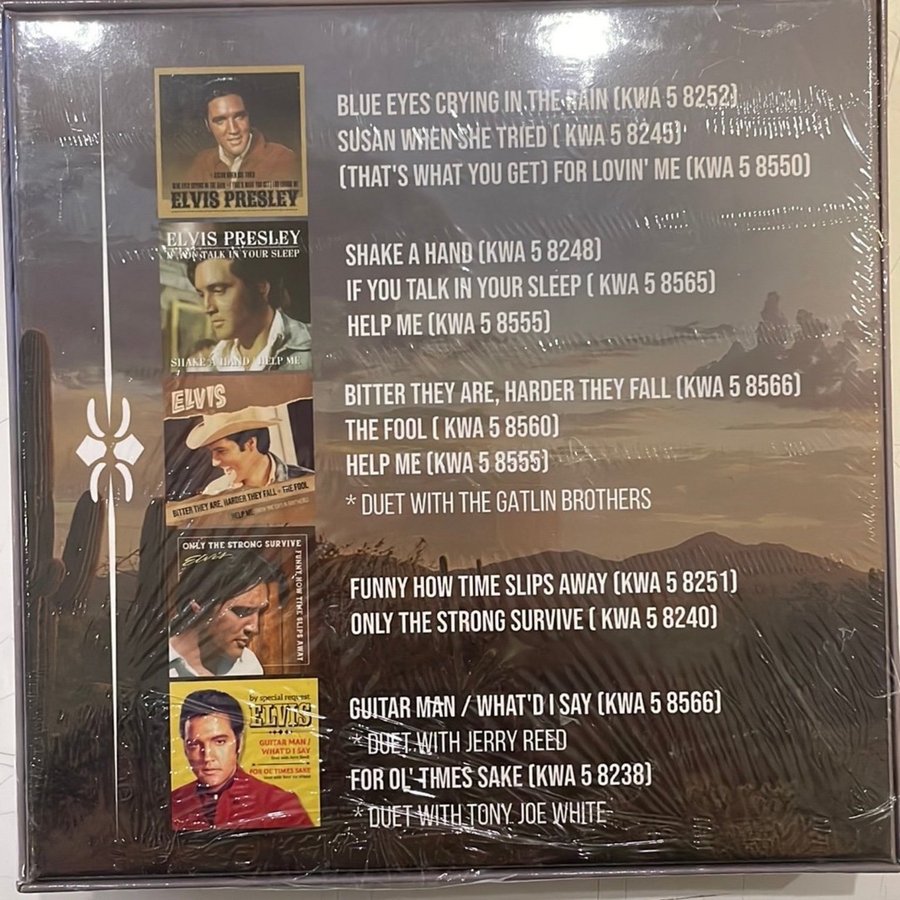 BLUE EYES CRYING IN THE RAIN (KWA 5 8252)
SUSAN WHEN SHE TRIED ( KWA 5 8245)
(THAT'S WHAT YOU GET) FOR LOVIN' ME (KWA 5 8550)
ELVIS PRESLEY
ELVIS PRESLEY
IF YOU TALK IN YOUR SLEEP
SHAKE A HAND HELP ME
SHAKE A HAND (KWA 5 8248)
IF YOU TALK IN YOUR SLEEP ( KWA 5 8565)
HELP ME (KWA 5 8555)
ELVIS
BITTER THEY ARE, HARDER THEY FALL - THE FOOL
HELP ME
BITTER THEY ARE, HARDER THEY FALL (KWA 5 8566)
THE FOOL ( KWA 5 8560)
HELP ME (KWA 5 8555)
* DUET WITH THE GATLIN BROTHERS
ONLY THE STRONG SURVIVE
Elvis
FUNNY HOW TIME SLIPS AWAY
FUNNY HOW TIME SLIPS AWAY (KWA 5 8251)
ONLY THE STRONG SURVIVE ( KWA 5 8240)
by special request
ELVIS
GUITAR MAN /
WHAT'D I SAY
FOR OL' TIMES SAKE
GUITAR MAN / WHAT'D I SAY (KWA 5 8566)
* DUET WITH JERRY REED
FOR OL' TMES SAKE (KWA 5 8238)
* DUET WITH TONY JOE WHITE